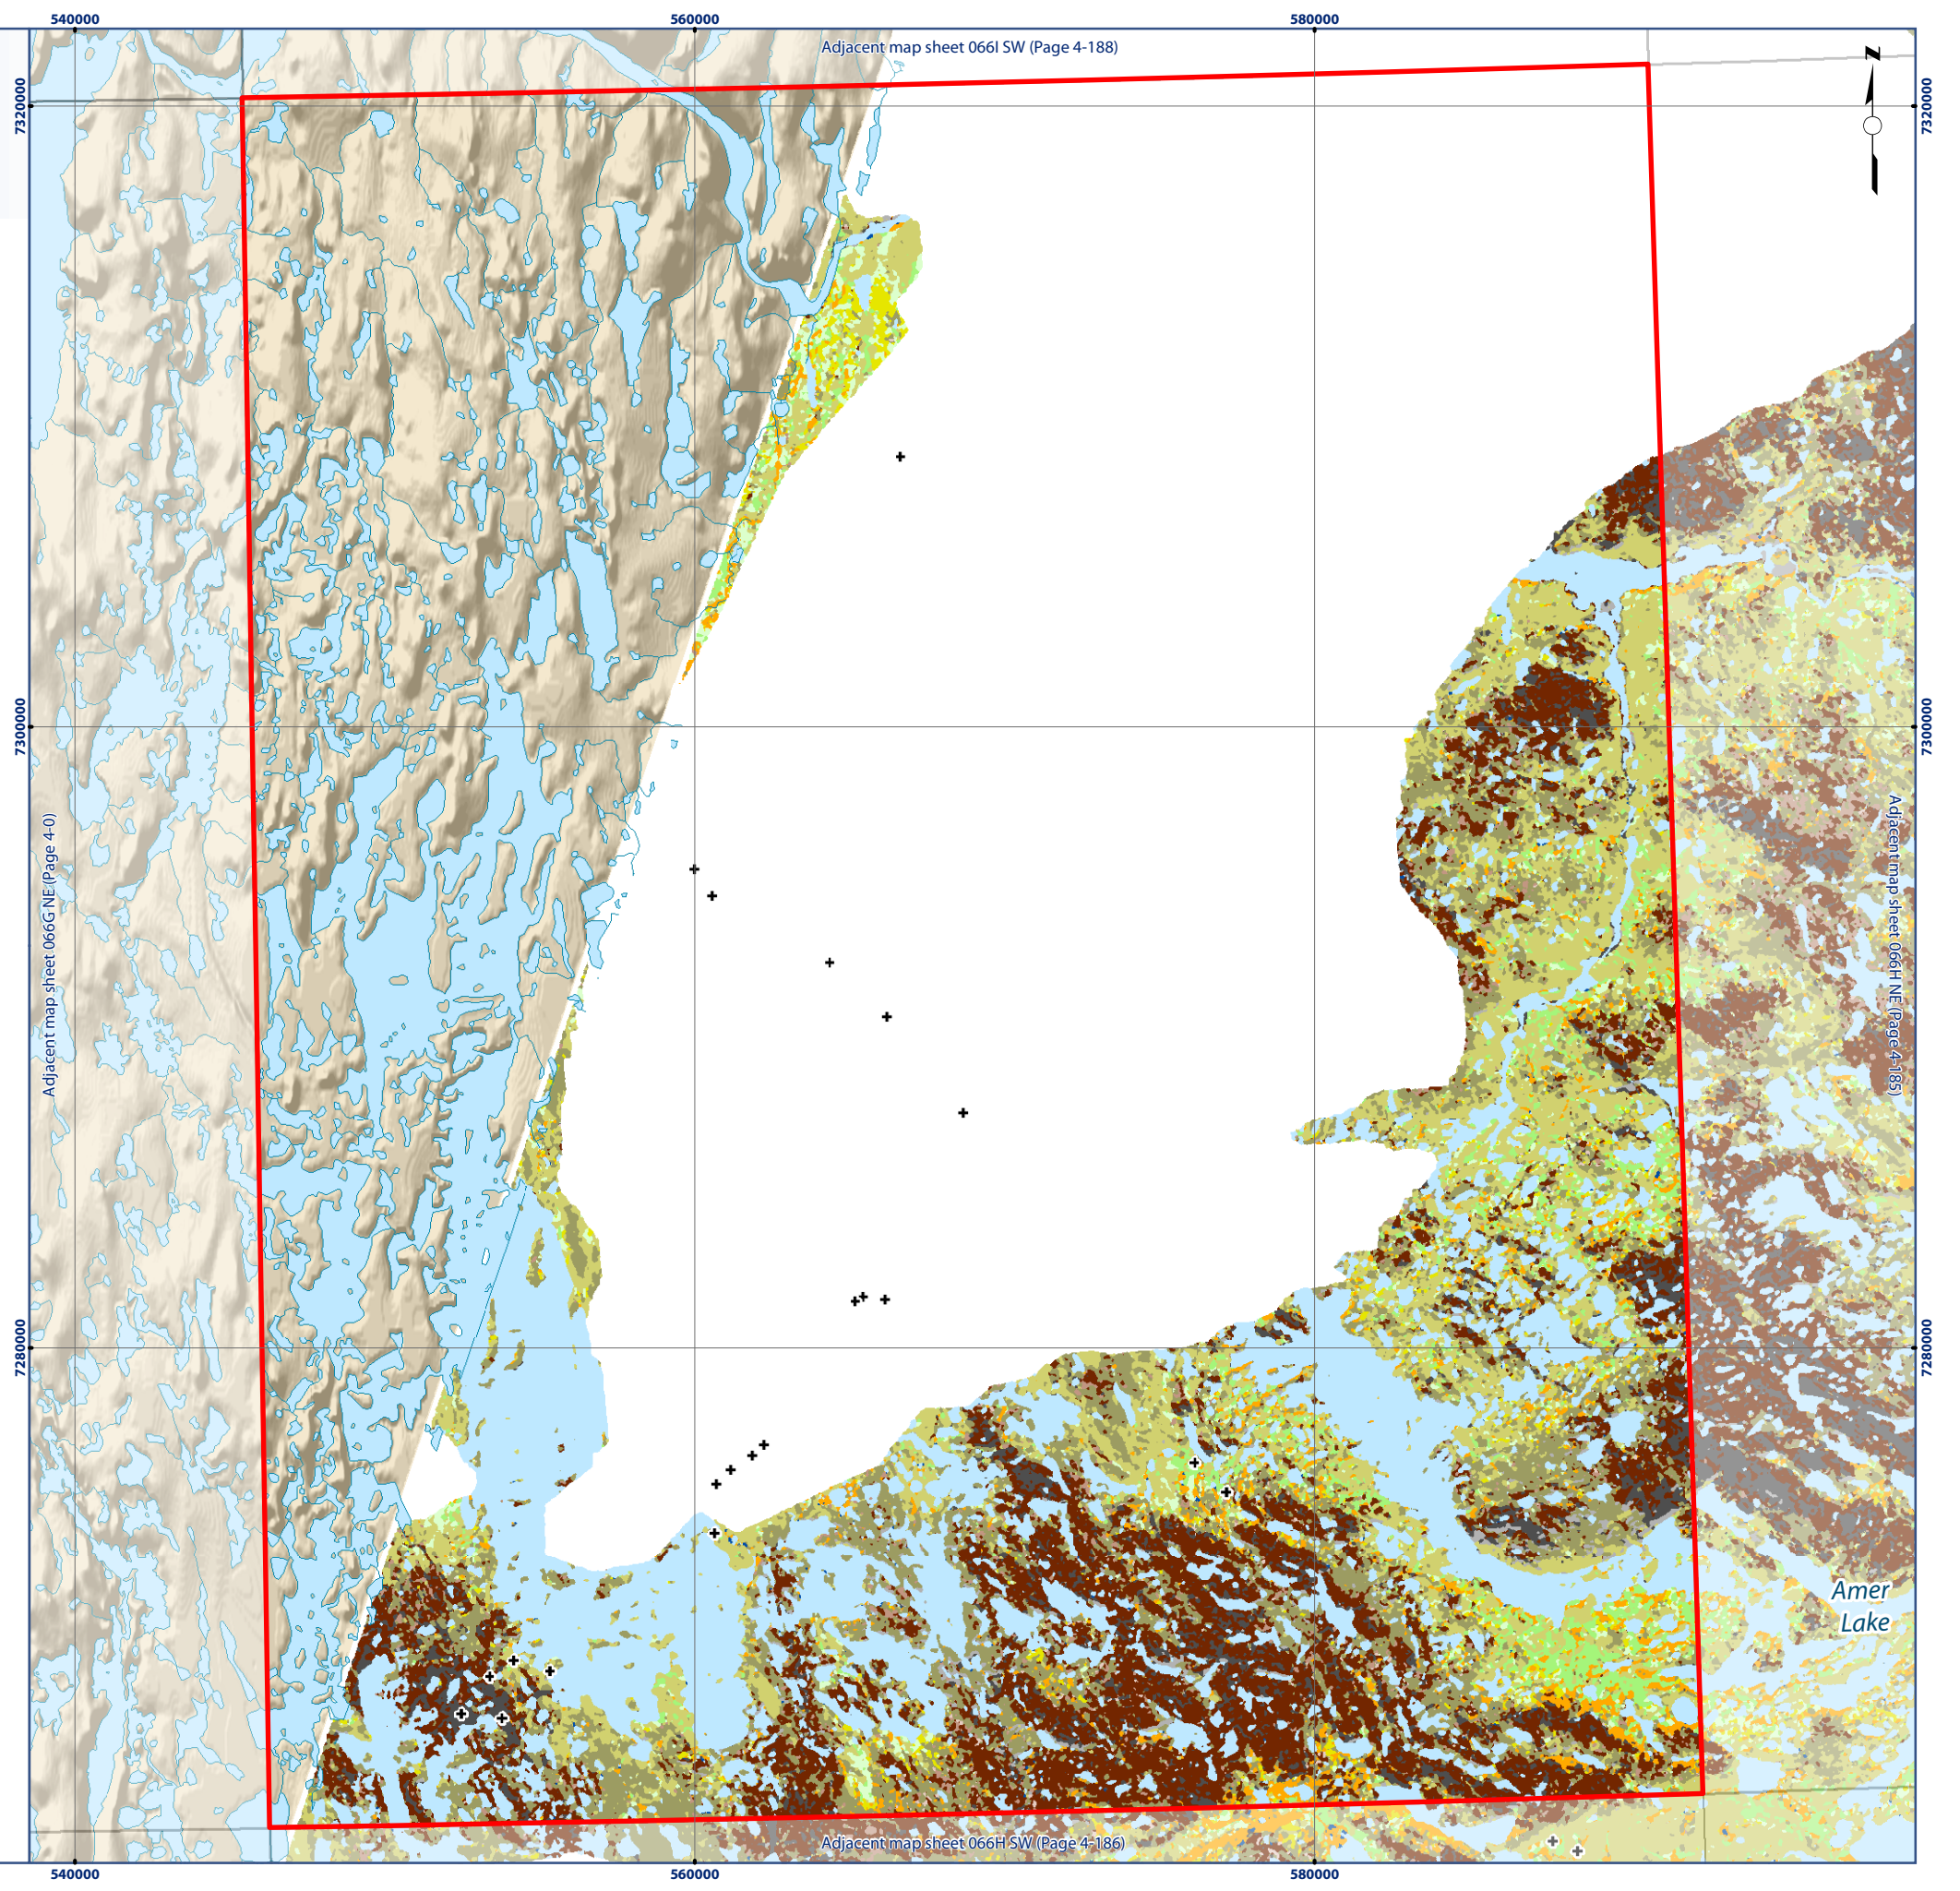 540000
560000
580000
Adjacent map sheet 066I SW (Page 4-188)
N
7320000
7320000
7300000
7300000
Adjacent map sheet 066G NE (Page 4-0)
Adjacent map sheet 066H NE (Page 4-185)
7280000
7280000
Amer
Lake
Adjacent map sheet 066H SW (Page 4-186)
540000
560000
580000